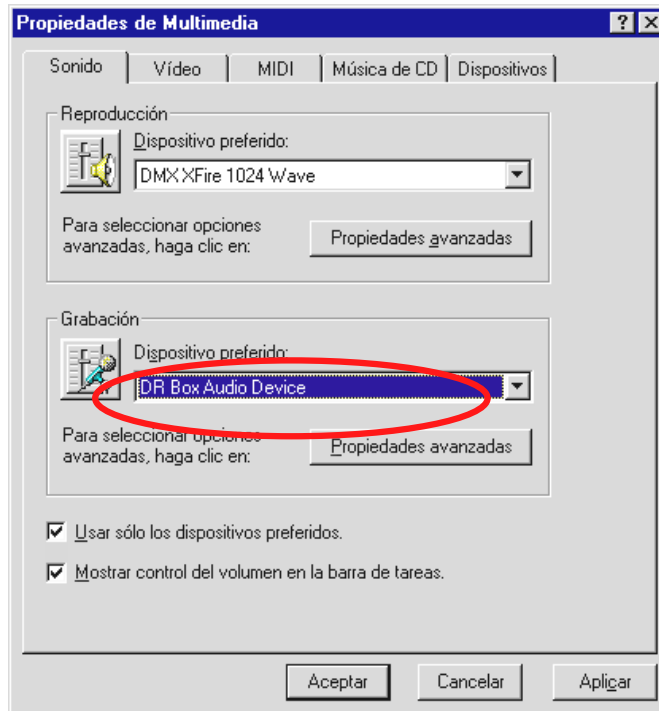 Propiedades de Multimedia
Sonido Vídeo MIDI Música de CD Dispositivos
Reproducción
Dispositivo preferido:
DMX XFire 1024 Wave
Para seleccionar opciones
avanzadas, haga clic en:
Propiedades avanzadas
Grabación
Dispositivo preferido:
DR Box Audio Device
Para seleccionar opciones
avanzadas, haga clic en:
Propiedades avanzadas
Usar sólo los dispositivos preferidos.
Mostrar control del volumen en la barra de tareas.
Aceptar Cancelar Aplicar